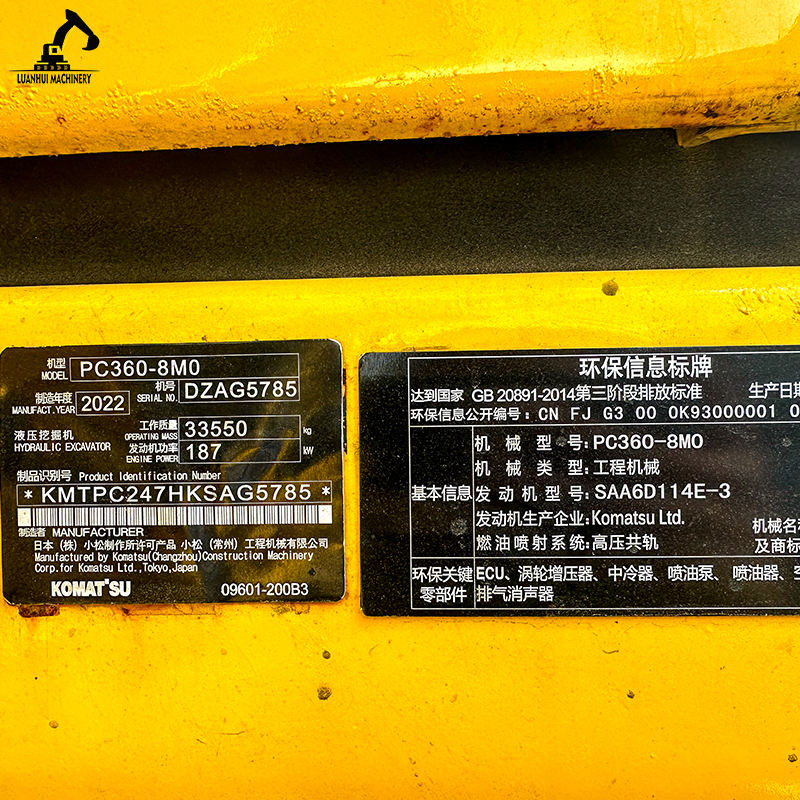 LUANHUI MACHINERY
机型
MODEL PC360-8M0
机号
SERIAL NO. DZAG5785
制造年度
MANUFACT.YEAR 2022
工作质量
OPERATING MASS 33550 kg
液压挖掘机
HYDRAULIC EXCAVATOR
发动机功率
ENGINE POWER 187 kW
制品识别号 Product Identification Number
* KMTPC247HKSAG5785 *
制造者 MANUFACTURER
日本（株）小松制作所许可产品 小松（常州）工程机械有限公司
Manufactured by Komatsu(Changzhou)Construction Machinery
Corp.for Komatsu Ltd.,Tokyo,Japan
KOMATSU 09601-200B3
环保信息标牌
达到国家 GB 20891-2014第三阶段排放标准 生产日期
环保信息公开编号：CN FJ G3 00 0K93000001 0
基本信息
机械型号：PC360-8M0
机械类型：工程机械
发动机型号：SAA6D114E-3
发动机生产企业：Komatsu Ltd.
燃油喷射系统：高压共轨
机械名称
及商标
环保关键
零部件
ECU、涡轮增压器、中冷器、喷油泵、喷油器、空
排气消声器